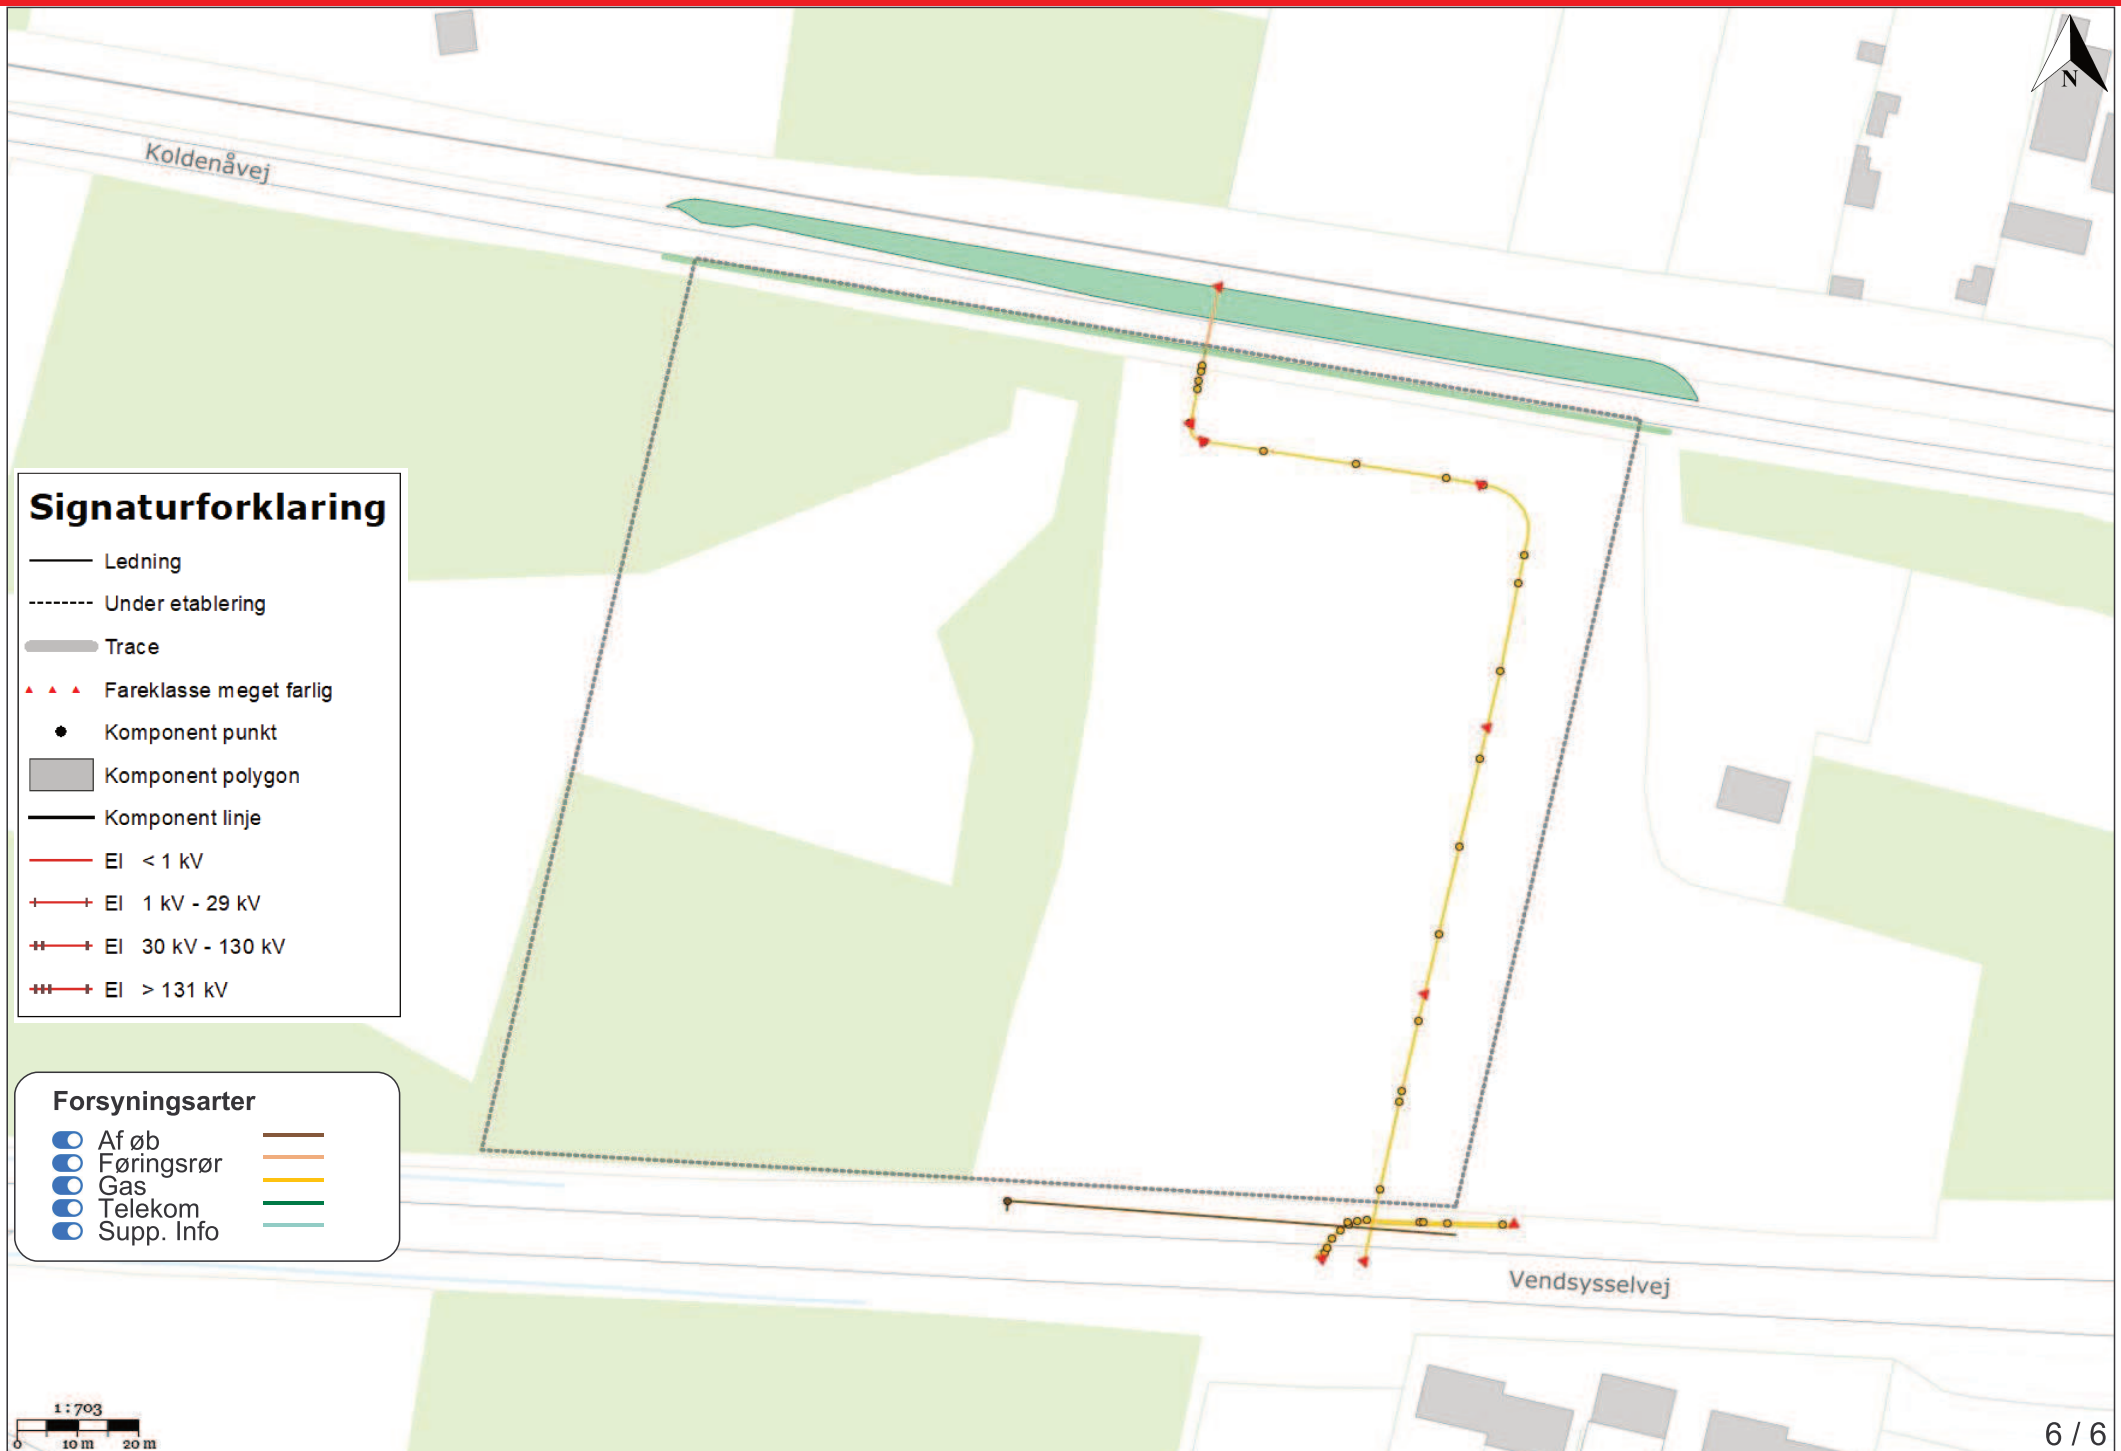 N
Koldenåvej
Signaturforklaring
Ledning
Under etablering
Trace
Fareklasse meget farlig
Komponent punkt
Komponent polygon
Komponent linje
El < 1 kV
El 1 kV - 29 kV
El 30 kV - 130 kV
El > 131 kV
Forsyningsarter
Af øb
Føringsrør
Gas
Telekom
Supp. Info
Vendsysselvej
1:703
0 10 m 20 m
6 / 6